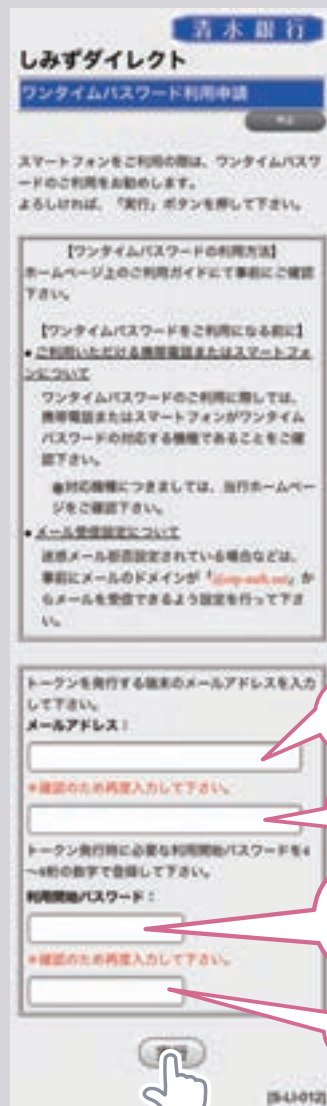 清水銀行
しみずダイレクト
ワンタイムパスワード利用申請
中止
スマートフォンをご利用の際は、ワンタイムパスワ
ードのご利用をお勧めします。
よろしければ、「実行」ボタンを押して下さい。
【ワンタイムパスワードの利用方法】
ホームページ上のご利用ガイドにて事前にご確認
下さい。
【ワンタイムパスワードをご利用になる前に】
●ご利用いただける携帯電話またはスマートフォ
ンについて
ワンタイムパスワードのご利用に際しては、
携帯電話またはスマートフォンがワンタイム
パスワードの対応する機種であることをご確
認下さい。
◎対応機種につきましては、当行ホームペー
ジをご確認下さい。
●メール受信設定について
迷惑メール拒否設定されている場合などは、
事前にメールのドメインが「
」か
らメールを受信できるよう設定を行って下さ
い。
トークンを発行する端末のメールアドレスを入力
して下さい。
メールアドレス：
＊確認のため再度入力して下さい。
トークン発行時に必要な利用開始パスワードを4
～8桁の数字で登録して下さい。
利用開始パスワード：
＊確認のため再度入力して下さい。
[S-LI-012]